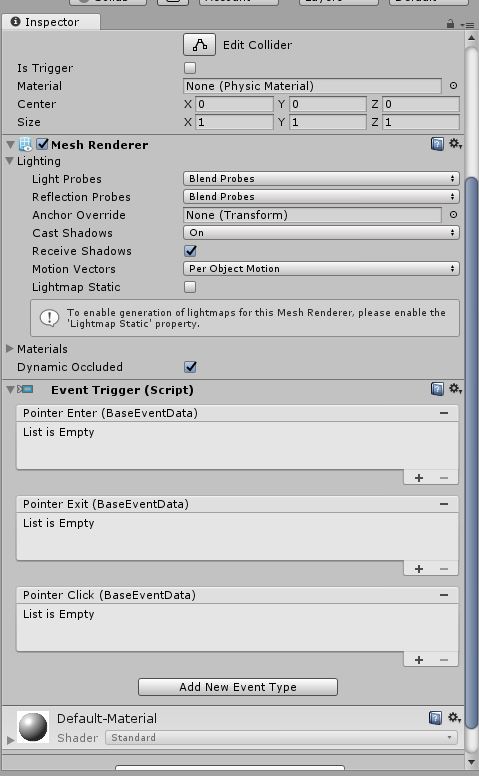 Inspector
Edit Collider
Is Trigger
Material None (Physic Material)
Center X 0 Y 0 Z 0
Size X 1 Y 1 Z 1
Mesh Renderer
Lighting
Light Probes Blend Probes
Reflection Probes Blend Probes
Anchor Override None (Transform)
Cast Shadows On
Receive Shadows
Motion Vectors Per Object Motion
Lightmap Static
To enable generation of lightmaps for this Mesh Renderer, please enable the
'Lightmap Static' property.
Materials
Dynamic Occluded
Event Trigger (Script)
Pointer Enter (BaseEventData)
List is Empty
Pointer Exit (BaseEventData)
List is Empty
Pointer Click (BaseEventData)
List is Empty
Add New Event Type
Default-Material
Shader Standard